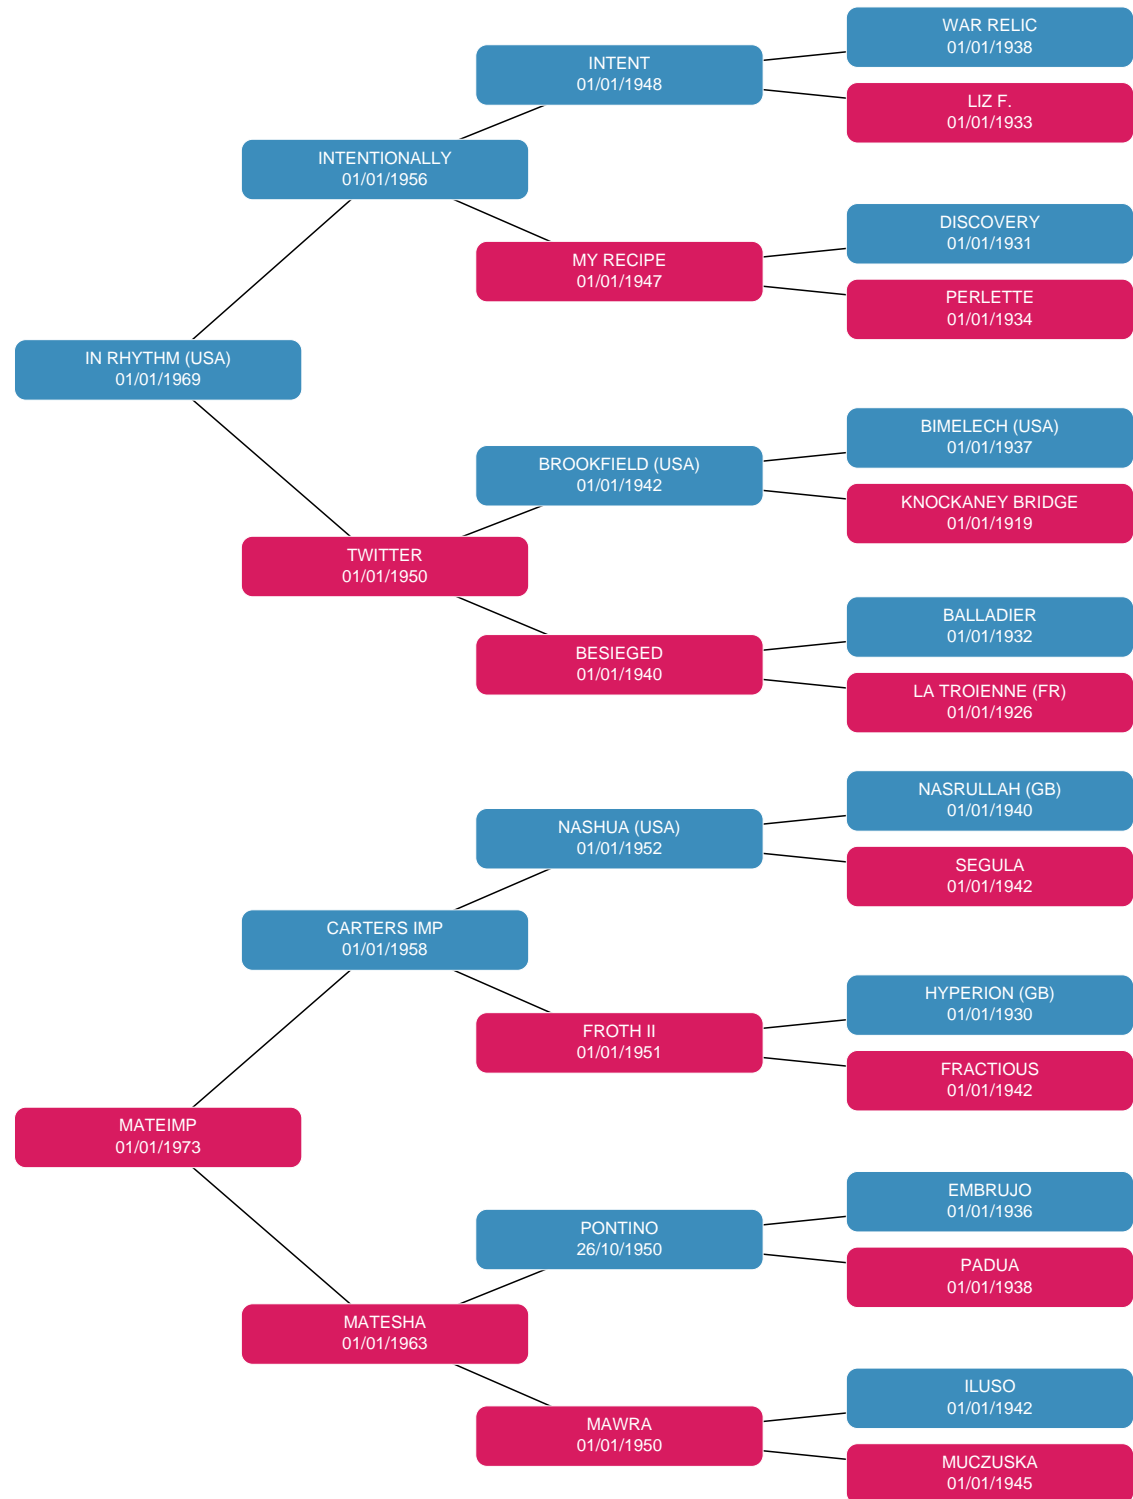 WAR RELIC
01/01/1938
INTENT
01/01/1948
LIZ F.
01/01/1933
INTENTIONALLY
01/01/1956
DISCOVERY
01/01/1931
MY RECIPE
01/01/1947
PERLETTE
01/01/1934
IN RHYTHM (USA)
01/01/1969
BIMELECH (USA)
01/01/1937
BROOKFIELD (USA)
01/01/1942
KNOCKANEY BRIDGE
01/01/1919
TWITTER
01/01/1950
BALLADIER
01/01/1932
BESIEGED
01/01/1940
LA TROIENNE (FR)
01/01/1926
NASRULLAH (GB)
01/01/1940
NASHUA (USA)
01/01/1952
SEGULA
01/01/1942
CARTERS IMP
01/01/1958
HYPERION (GB)
01/01/1930
FROTH II
01/01/1951
FRACTIOUS
01/01/1942
MATEIMP
01/01/1973
EMBRUJO
01/01/1936
PONTINO
26/10/1950
PADUA
01/01/1938
MATESHA
01/01/1963
ILUSO
01/01/1942
MAWRA
01/01/1950
MUCZUSKA
01/01/1945